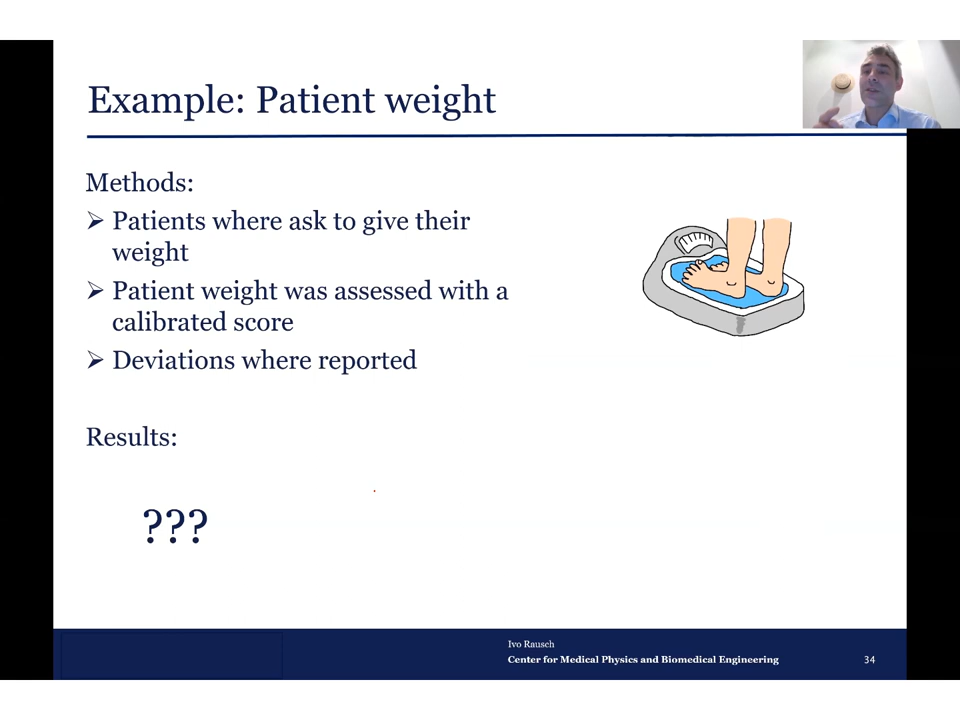 Example: Patient weight
Methods:
➢ Patients where ask to give their
weight
➢ Patient weight was assessed with a
calibrated score
➢ Deviations where reported
Results:
???
Ivo Rausch
Center for Medical Physics and Biomedical Engineering
34